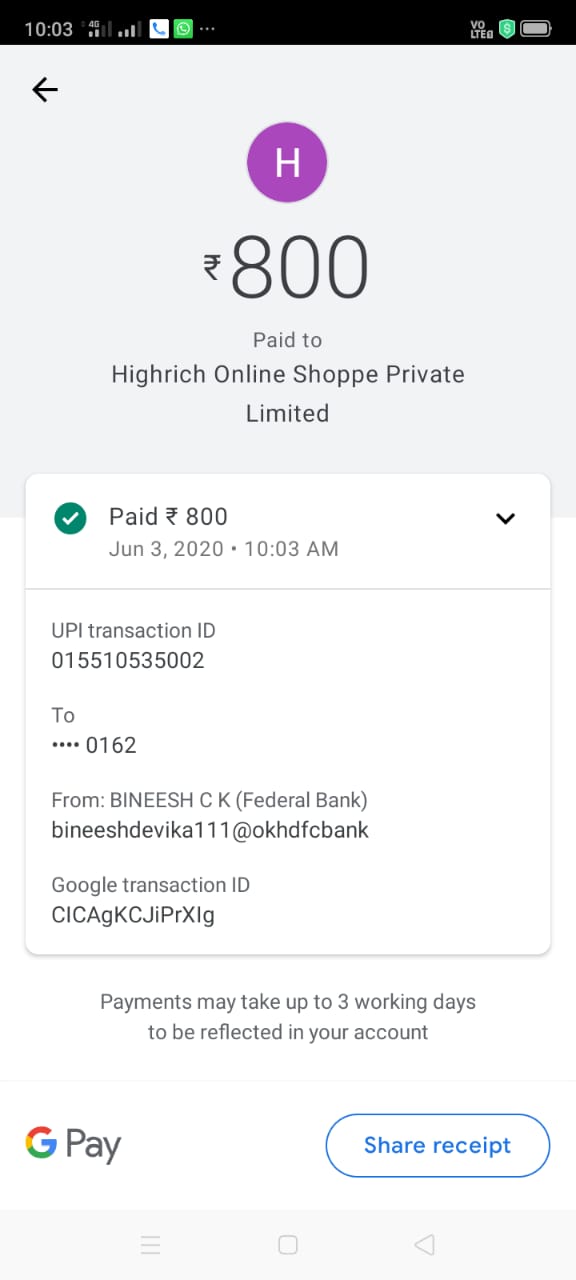 10:03 4G VO LTE
H
₹800
Paid to
Highrich Online Shoppe Private
Limited
Paid ₹ 800
Jun 3, 2020 • 10:03 AM
UPI transaction ID
015510535002
To
•••• 0162
From: BINEESH C K (Federal Bank)
bineeshdevika111@okhdfcbank
Google transaction ID
CICAgKCJiPrXIg
Payments may take up to 3 working days
to be reflected in your account
G Pay
Share receipt